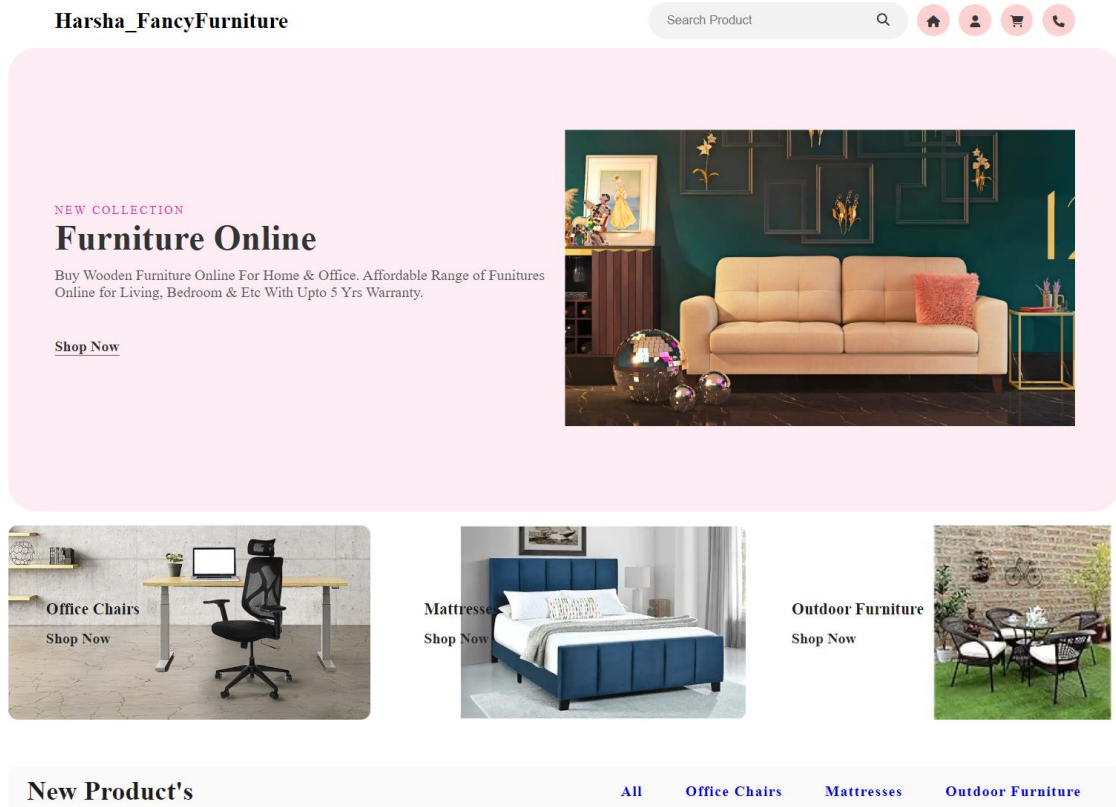 Harsha_FancyFurniture
Search Product
NEW COLLECTION
Furniture Online
Buy Wooden Furniture Online For Home & Office. Affordable Range of Funitures
Online for Living, Bedroom & Etc With Upto 5 Yrs Warranty.
Shop Now
Office Chairs
Shop Now
Mattresses
Shop Now
Outdoor Furniture
Shop Now
New Product's
All
Office Chairs
Mattresses
Outdoor Furniture